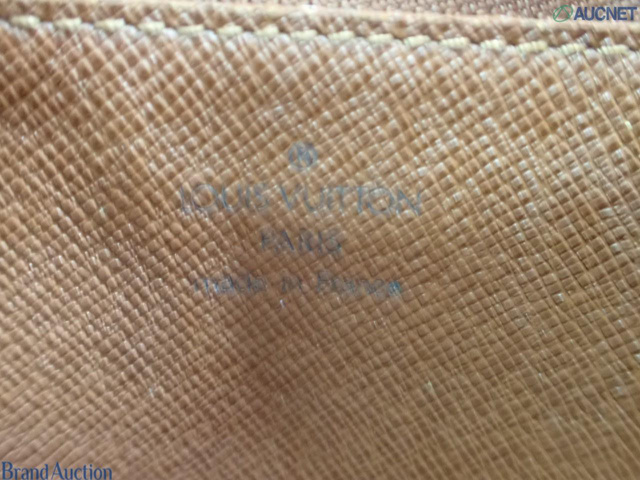 AUCNET
LOUIS VUITTON
PARIS
made in France
Brand Auction